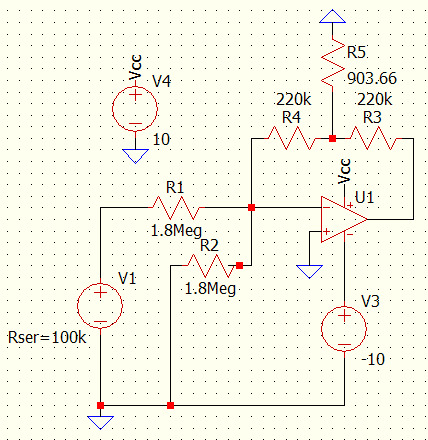 R5
903.66
Vcc
V4
10
220k
220k
R4
R3
Vcc
U1
R1
1.8Meg
R2
1.8Meg
V1
Rser=100k
V3
-10